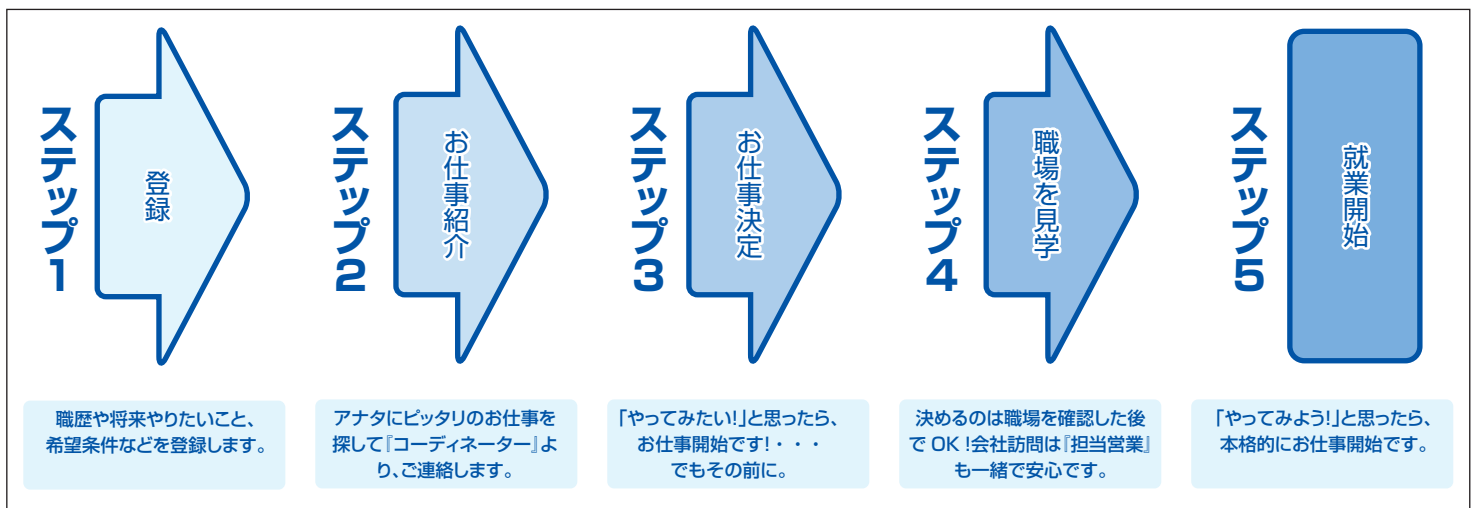 ステップ1
登録
職歴や将来やりたいこと、
希望条件などを登録します。
ステップ2
お仕事紹介
アナタにピッタリのお仕事を
探して『コーディネーター』よ
り、ご連絡します。
ステップ3
お仕事決定
「やってみたい!」と思ったら、
お仕事開始です!・・・
でもその前に。
ステップ4
職場を見学
決めるのは職場を確認した後
で OK !会社訪問は『担当営業』
も一緒で安心です。
ステップ5
就業開始
「やってみよう!」と思ったら、
本格的にお仕事開始です。